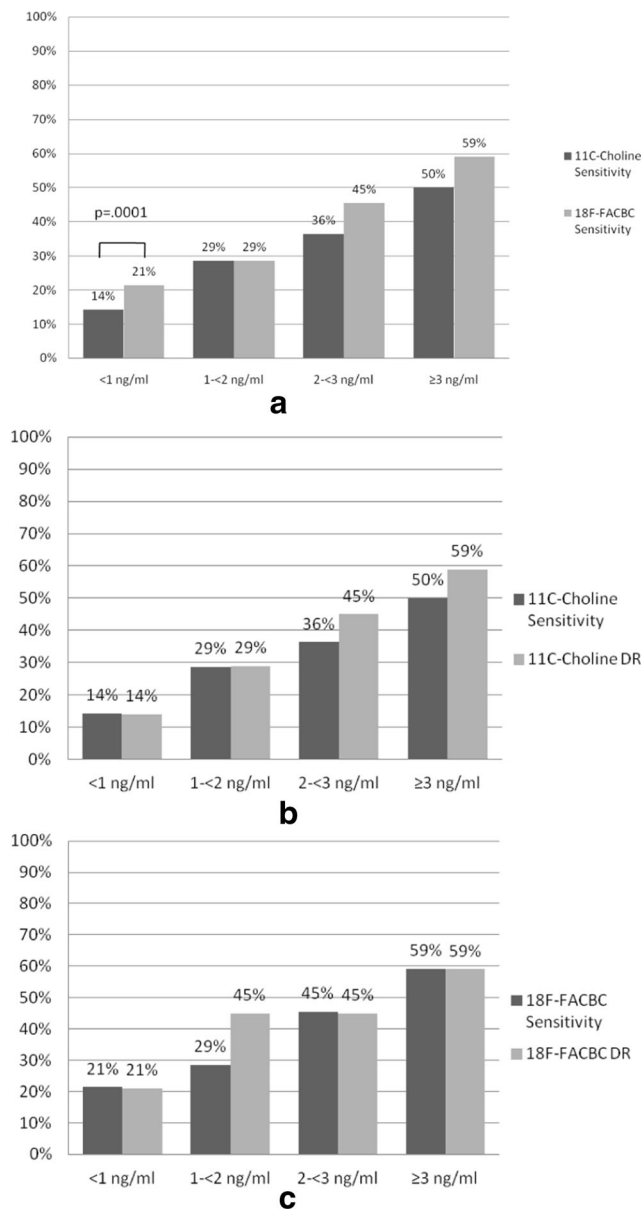 100%
90%
80%
70%
60%
50%
40%
30%
20%
10%
0%
p=.0001
14% 21% 29% 29% 36% 45% 50% 59%
<1 ng/ml 1-<2 ng/ml 2-<3 ng/ml ≥3 ng/ml
11C-Choline
Sensitivity
18F-FACBC
Sensitivity
a
100%
90%
80%
70%
60%
50%
40%
30%
20%
10%
0%
14% 14% 29% 29% 36% 45% 50% 59%
<1 ng/ml 1-<2 ng/ml 2-<3 ng/ml ≥3 ng/ml
11C-Choline
Sensitivity
11C-Choline DR
b
100%
90%
80%
70%
60%
50%
40%
30%
20%
10%
0%
21% 21% 29% 45% 45% 45% 59% 59%
<1 ng/ml 1-<2 ng/ml 2-<3 ng/ml ≥3 ng/ml
18F-FACBC
Sensitivity
18F-FACBC DR
c